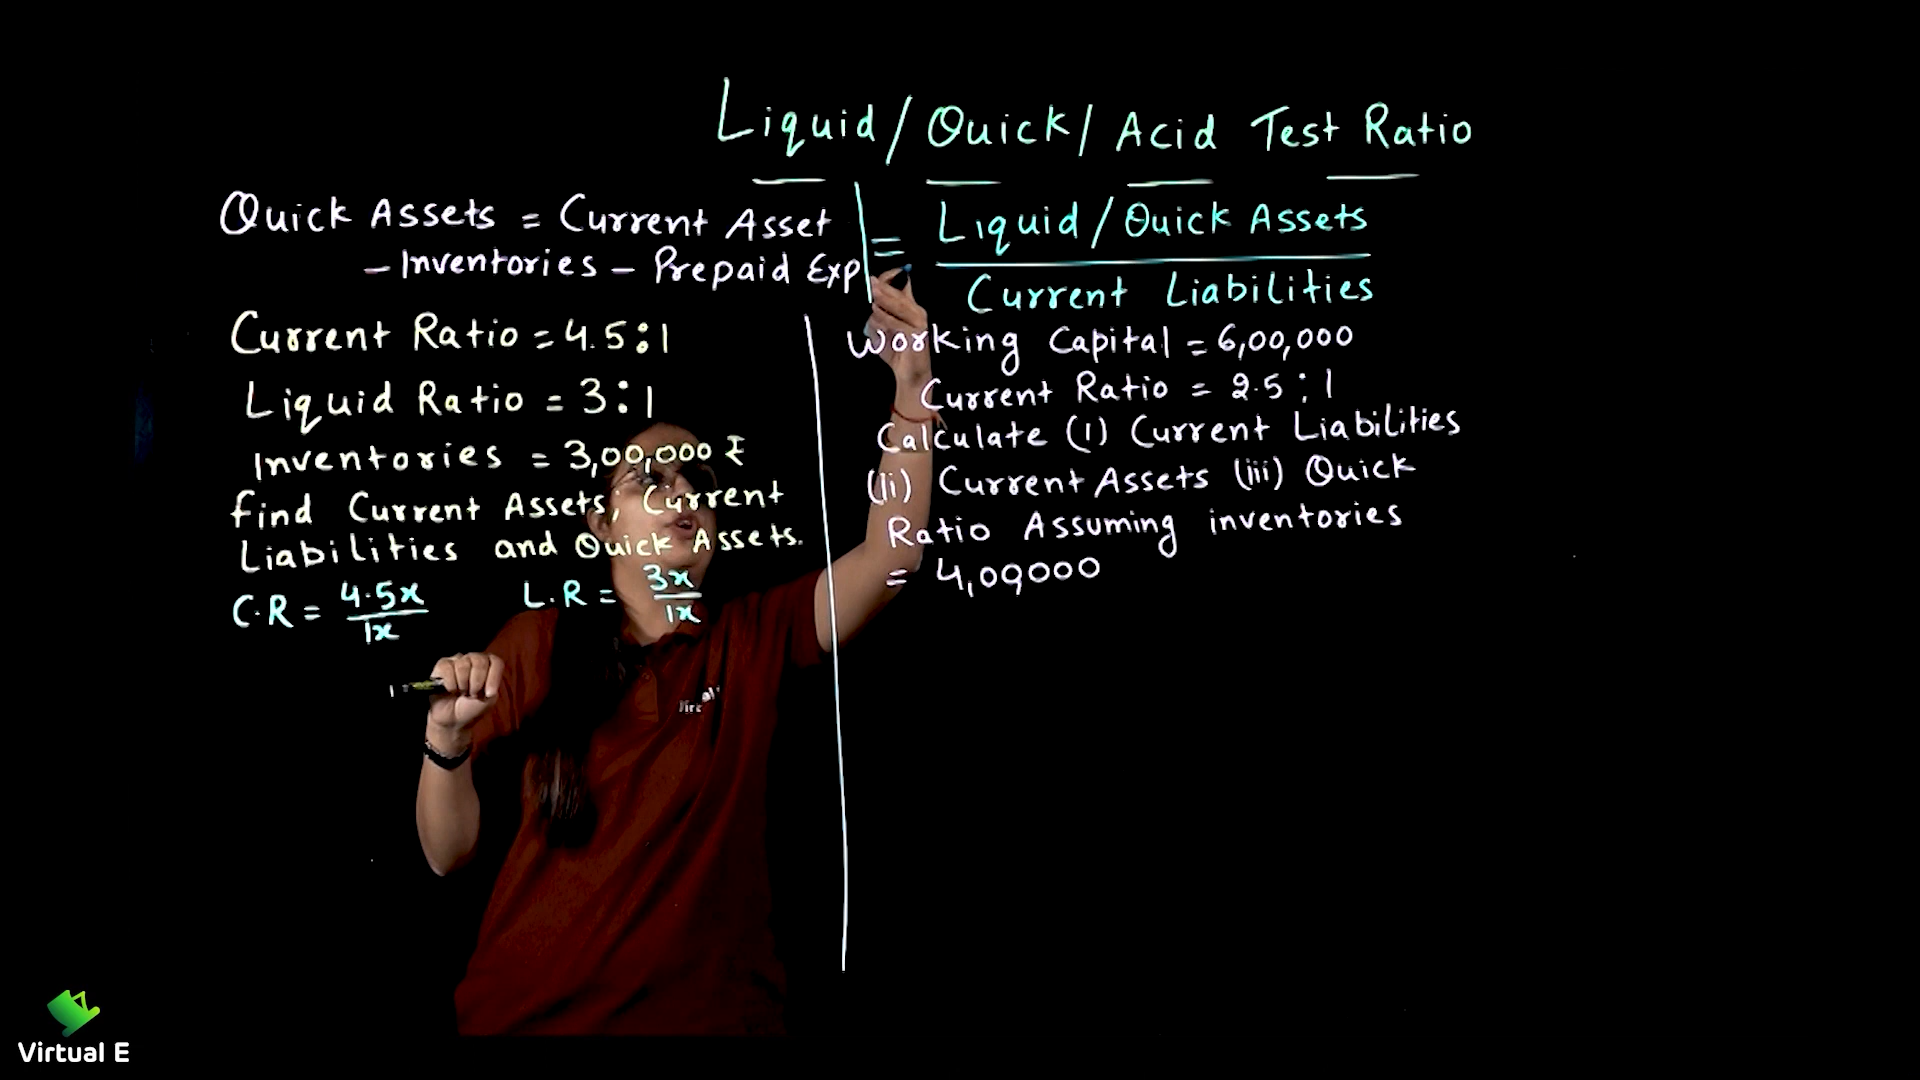 Liquid / Quick / Acid Test Ratio
Quick Assets = Current Asset
- Inventories - Prepaid Exp
= Liquid / Quick Assets
Current Liabilities
Current Ratio = 4.5 : 1
Liquid Ratio = 3 : 1
Inventories = 3,00,000 ₹
find Current Assets, Current
Liabilities and Quick Assets.
C.R = 4.5x
1x
L.R = 3x
1x
Working Capital = 6,00,000
Current Ratio = 2.5 : 1
Calculate (i) Current Liabilities
(ii) Current Assets (iii) Quick
Ratio Assuming inventories
= 4,00000
Virtual E